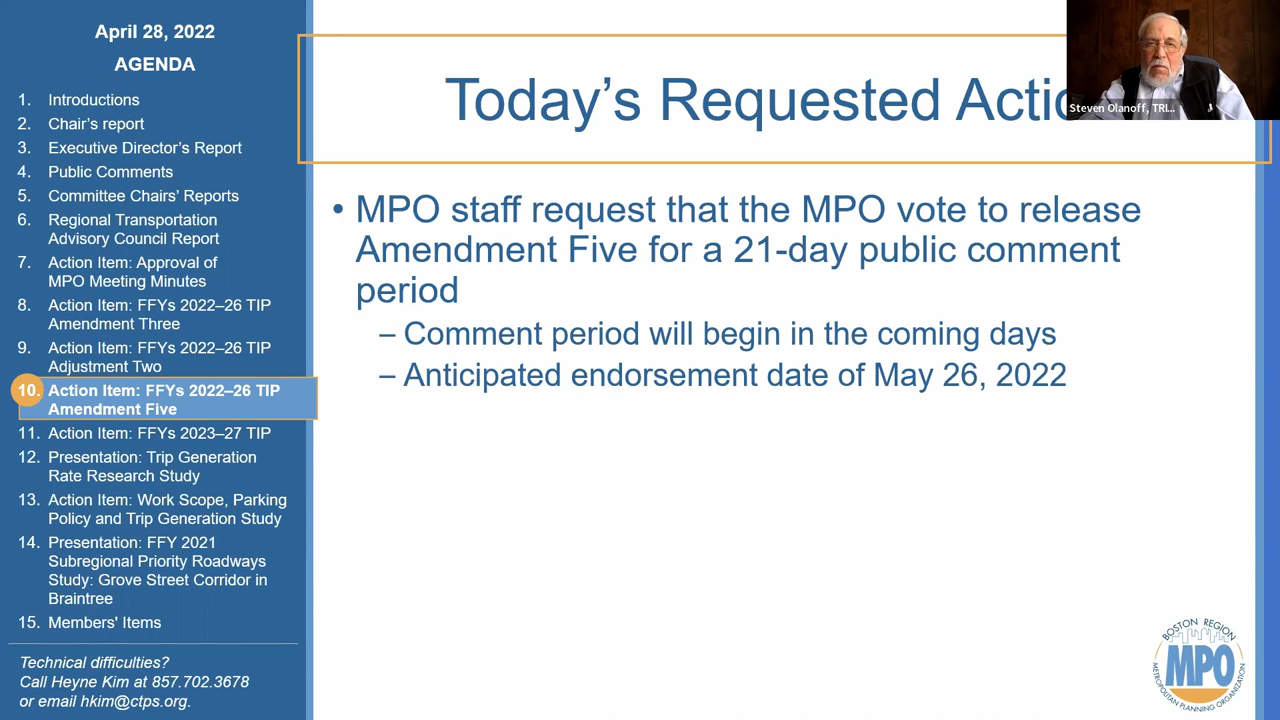 April 28, 2022
AGENDA
1. Introductions
2. Chair's report
3. Executive Director's Report
4. Public Comments
5. Committee Chairs' Reports
6. Regional Transportation
Advisory Council Report
7. Action Item: Approval of
MPO Meeting Minutes
8. Action Item: FFYs 2022–26 TIP
Amendment Three
9. Action Item: FFYs 2022–26 TIP
Adjustment Two
10. Action Item: FFYs 2022–26 TIP
Amendment Five
11. Action Item: FFYs 2023–27 TIP
12. Presentation: Trip Generation
Rate Research Study
13. Action Item: Work Scope, Parking
Policy and Trip Generation Study
14. Presentation: FFY 2021
Subregional Priority Roadways
Study: Grove Street Corridor in
Braintree
15. Members' Items
Technical difficulties?
Call Heyne Kim at 857.702.3678
or email hkim@ctps.org.
Today's Requested Actio
Steven Olanoff, TRI...
• MPO staff request that the MPO vote to release
Amendment Five for a 21-day public comment
period
– Comment period will begin in the coming days
– Anticipated endorsement date of May 26, 2022
BOSTON REGION
MPO
METROPOLITAN PLANNING ORGANIZATION